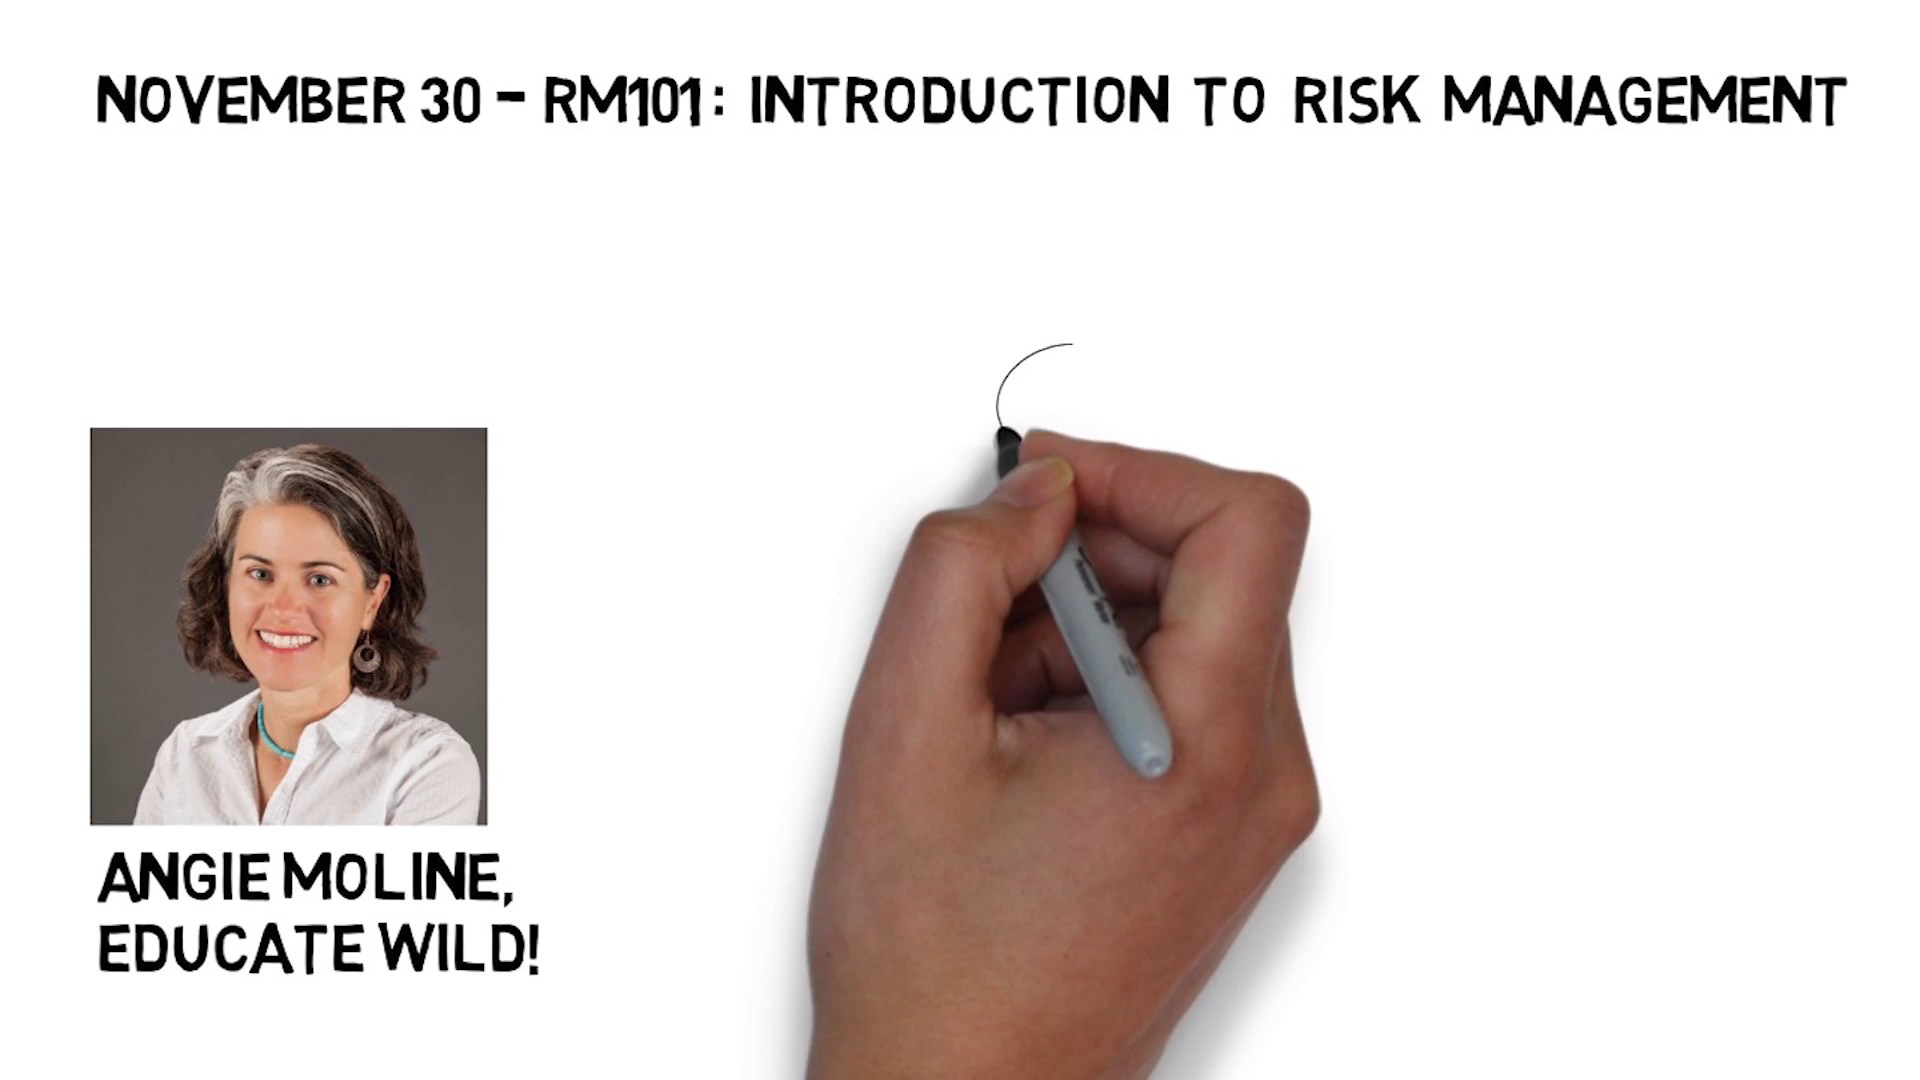 NOVEMBER 30 - RM101: INTRODUCTION TO RISK MANAGEMENT
ANGIE MOLINE,
EDUCATE WILD!